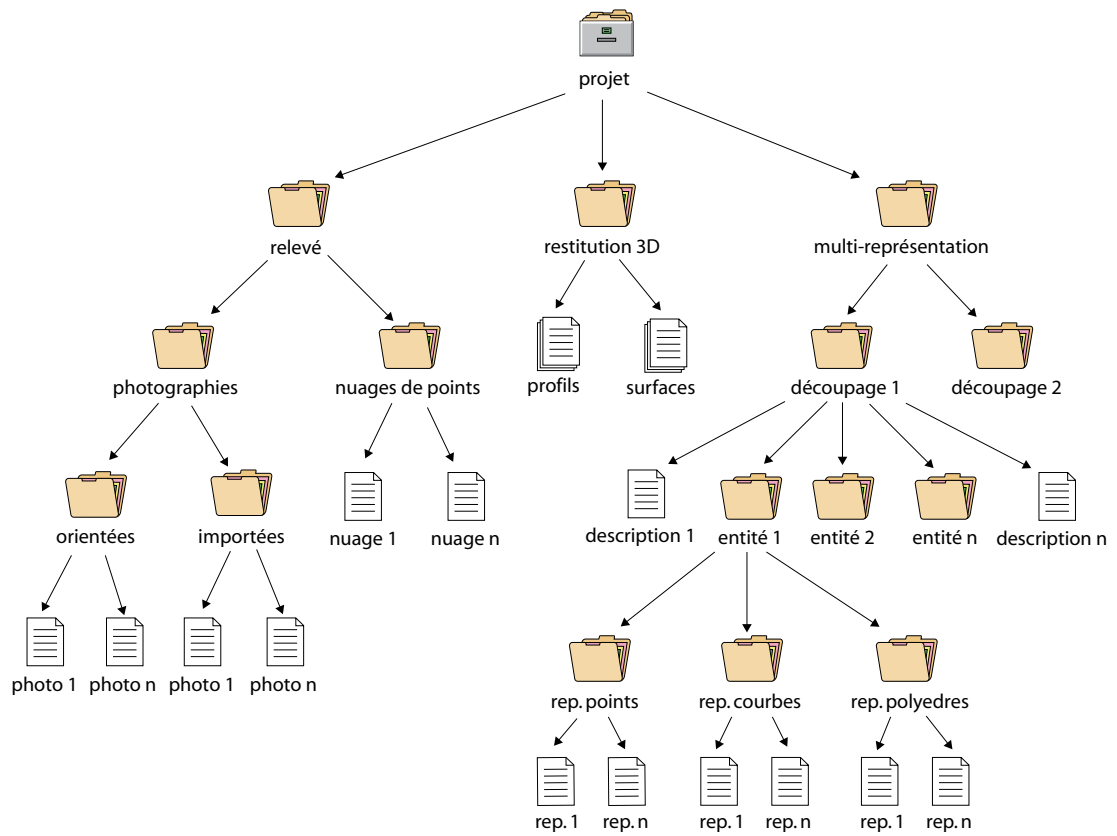 projet
relevé
restitution 3D
multi-représentation
photographies
nuages de points
profils
surfaces
découpage 1
découpage 2
orientées
importées
nuage 1
nuage n
description 1
entité 1
entité 2
entité n
description n
photo 1
photo n
photo 1
photo n
rep. points
rep. courbes
rep. polyedres
rep. 1
rep. n
rep. 1
rep. n
rep. 1
rep. n